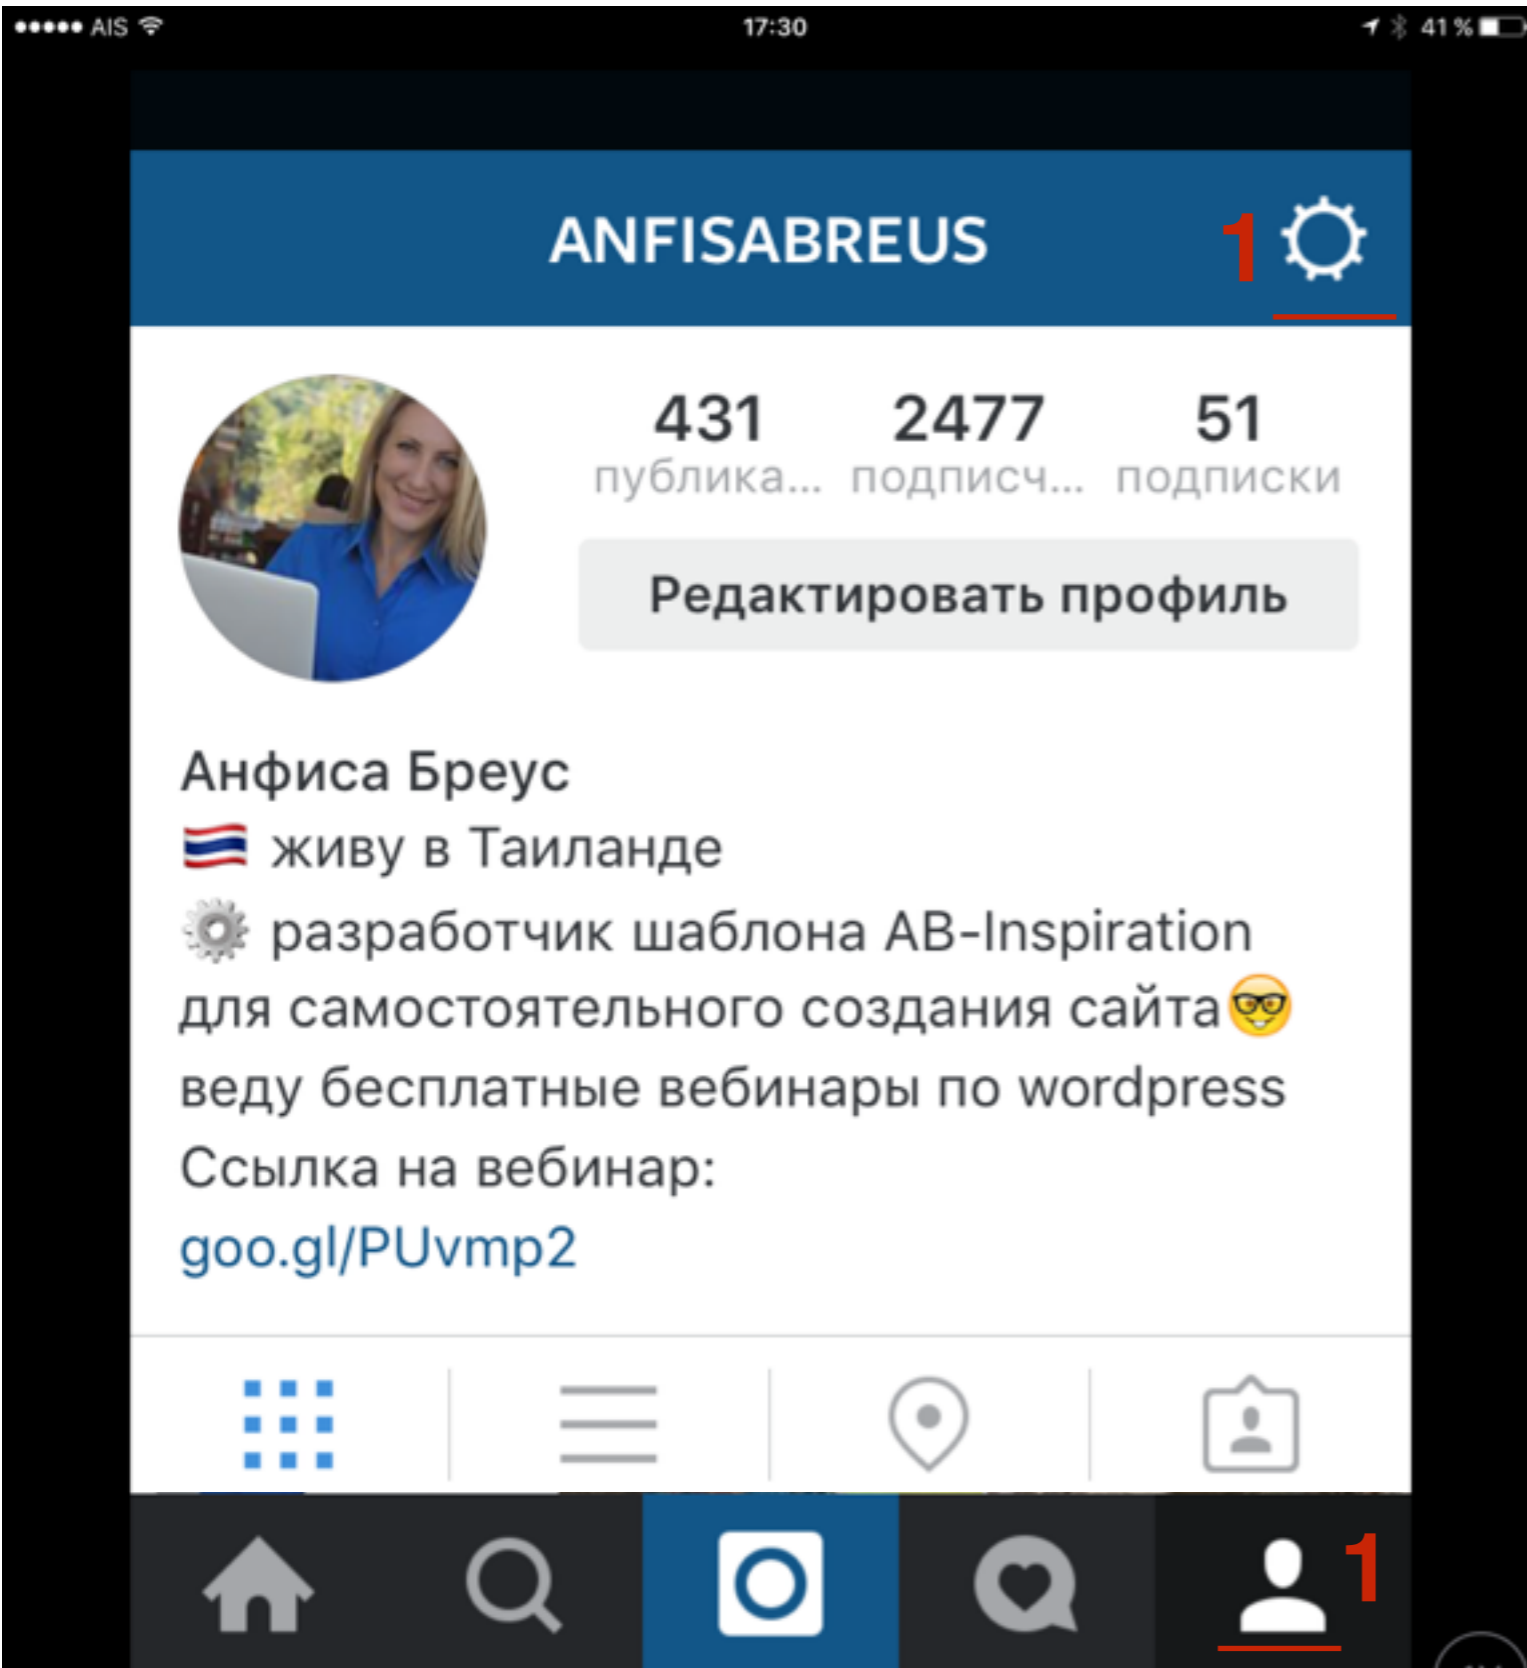 AIS 17:30 41 %
ANFISABREUS 1
431 2477 51
публика... подписч... подписки
Редактировать профиль
Анфиса Бреус
живу в Таиланде
разработчик шаблона AB-Inspiration
для самостоятельного создания сайта
веду бесплатные вебинары по wordpress
Ссылка на вебинар:
goo.gl/PUvmp2
1